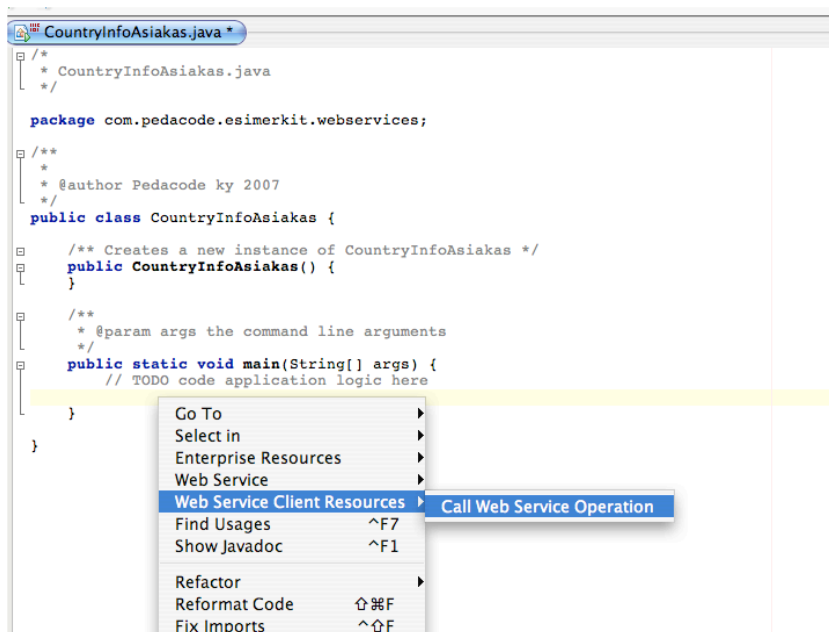 CountryInfoAsiakas.java *
/*
* CountryInfoAsiakas.java
*/
package com.pedacode.esimerkit.webservices;
/**
*
* @author Pedacode ky 2007
*/
public class CountryInfoAsiakas {
/** Creates a new instance of CountryInfoAsiakas */
public CountryInfoAsiakas() {
}
/**
* @param args the command line arguments
*/
public static void main(String[] args) {
// TODO code application logic here
}
}
Go To
Select in
Enterprise Resources
Web Service
Web Service Client Resources
Call Web Service Operation
Find Usages ^F7
Show Javadoc ^F1
Refactor
Reformat Code ⇧⌘F
Fix Imports ^⇧F